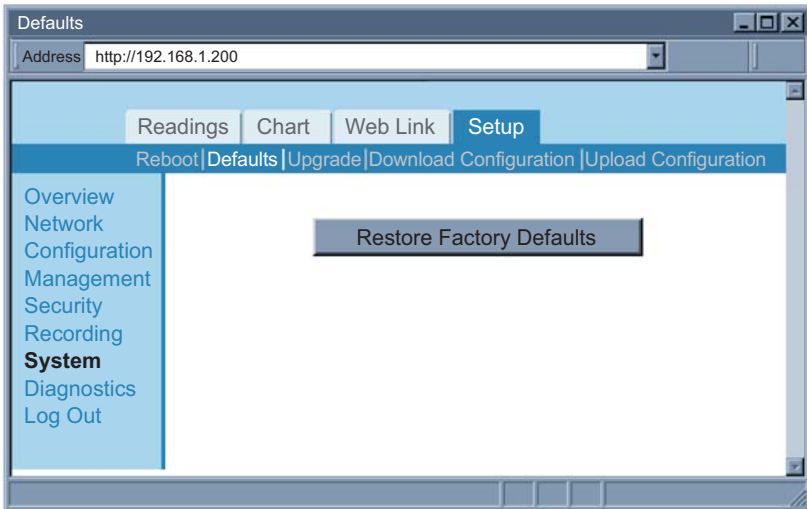 Defaults
Address http://192.168.1.200
Readings Chart Web Link Setup
Reboot|Defaults|Upgrade|Download Configuration|Upload Configuration
Overview
Network
Configuration
Management
Security
Recording
System
Diagnostics
Log Out
Restore Factory Defaults